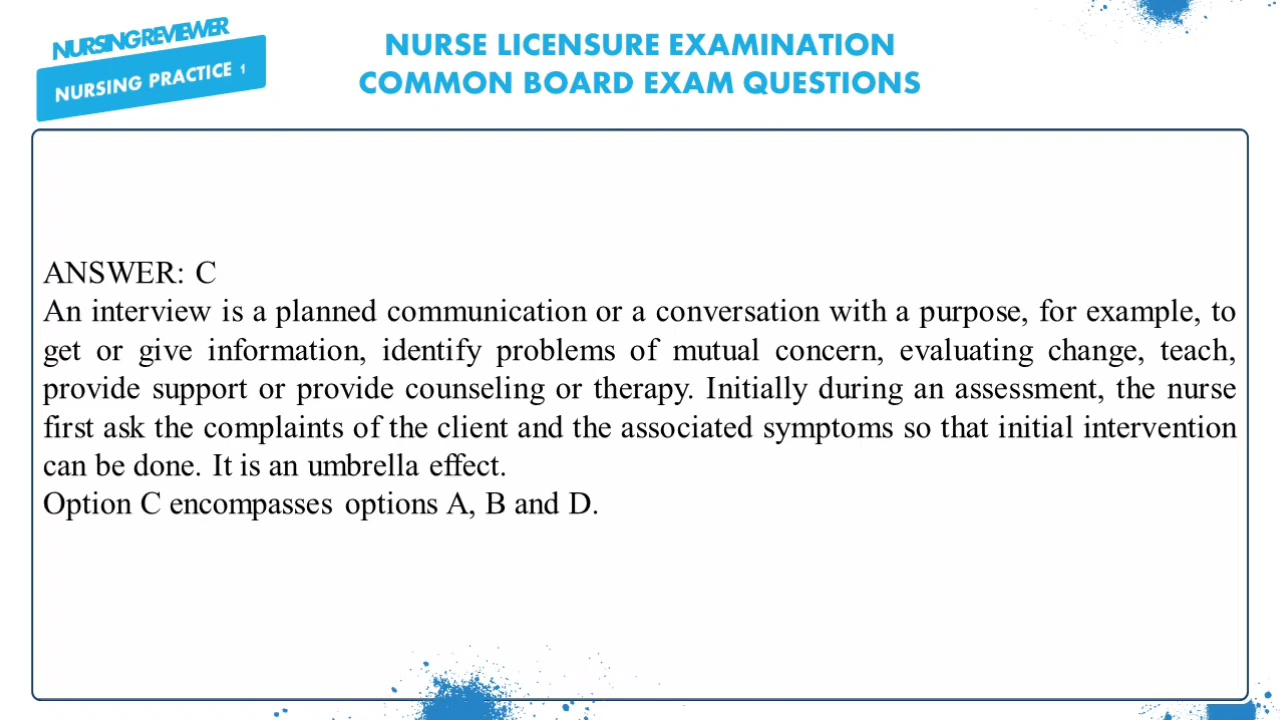 NURSING REVIEWER
NURSING PRACTICE 1
NURSE LICENSURE EXAMINATION
COMMON BOARD EXAM QUESTIONS
ANSWER: C
An interview is a planned communication or a conversation with a purpose, for example, to
get or give information, identify problems of mutual concern, evaluating change, teach,
provide support or provide counseling or therapy. Initially during an assessment, the nurse
first ask the complaints of the client and the associated symptoms so that initial intervention
can be done. It is an umbrella effect.
Option C encompasses options A, B and D.